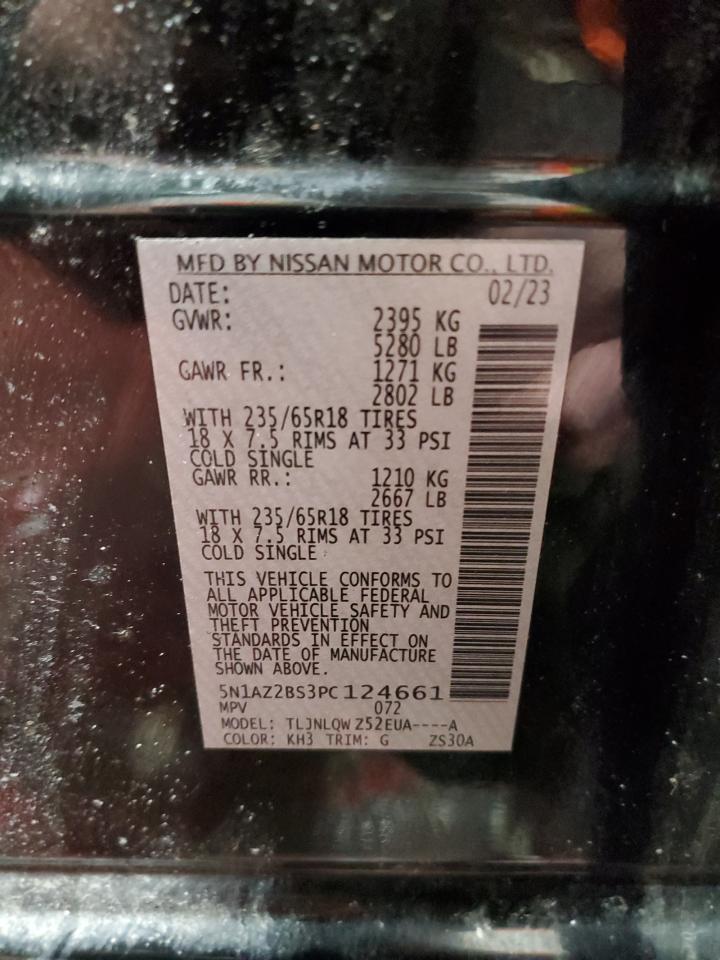 MFD BY NISSAN MOTOR CO., LTD.
DATE: 02/23
GVWR: 2395 KG
5280 LB
GAWR FR.: 1271 KG
2802 LB
WITH 235/65R18 TIRES
18 X 7.5 RIMS AT 33 PSI
COLD SINGLE
GAWR RR.: 1210 KG
2667 LB
WITH 235/65R18 TIRES
18 X 7.5 RIMS AT 33 PSI
COLD SINGLE
THIS VEHICLE CONFORMS TO
ALL APPLICABLE FEDERAL
MOTOR VEHICLE SAFETY AND
THEFT PREVENTION
STANDARDS IN EFFECT ON
THE DATE OF MANUFACTURE
SHOWN ABOVE.
5N1AZ2BS3PC124661
MPV 072
MODEL: TLJNLQW Z52EUA----A
COLOR: KH3 TRIM: G ZS30A